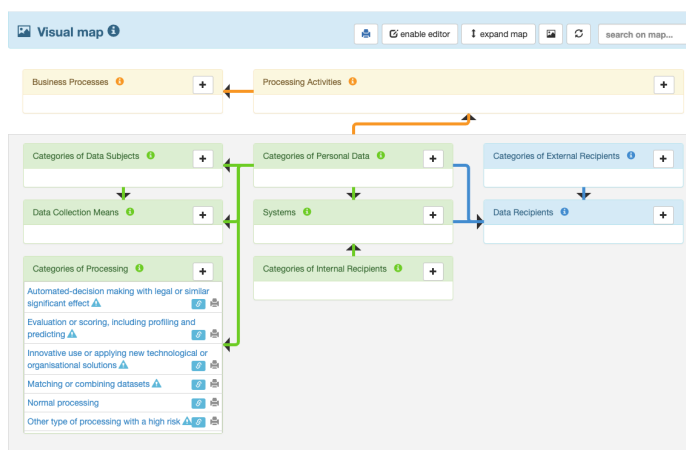 Visual map
enable editor
expand map
search on map...
Business Processes
+
Processing Activities
+
Categories of Data Subjects
+
Categories of Personal Data
+
Categories of External Recipients
+
Data Collection Means
+
Systems
+
Data Recipients
+
Categories of Processing
+
Categories of Internal Recipients
+
Automated-decision making with legal or similar
significant effect
Evaluation or scoring, including profiling and
predicting
Innovative use or applying new technological or
organisational solutions
Matching or combining datasets
Normal processing
Other type of processing with a high risk